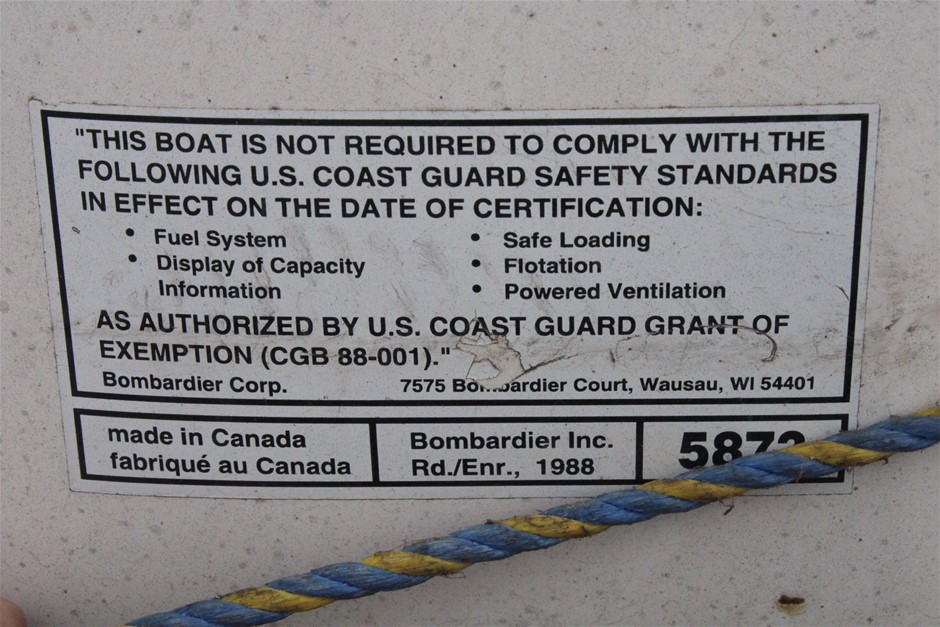 "THIS BOAT IS NOT REQUIRED TO COMPLY WITH THE
FOLLOWING U.S. COAST GUARD SAFETY STANDARDS
IN EFFECT ON THE DATE OF CERTIFICATION:
• Fuel System
• Display of Capacity
Information
• Safe Loading
• Flotation
• Powered Ventilation
AS AUTHORIZED BY U.S. COAST GUARD GRANT OF
EXEMPTION (CGB 88-001)."
Bombardier Corp.
7575 Bombardier Court, Wausau, WI 54401
made in Canada
fabriqué au Canada
Bombardier Inc.
Rd./Enr., 1988